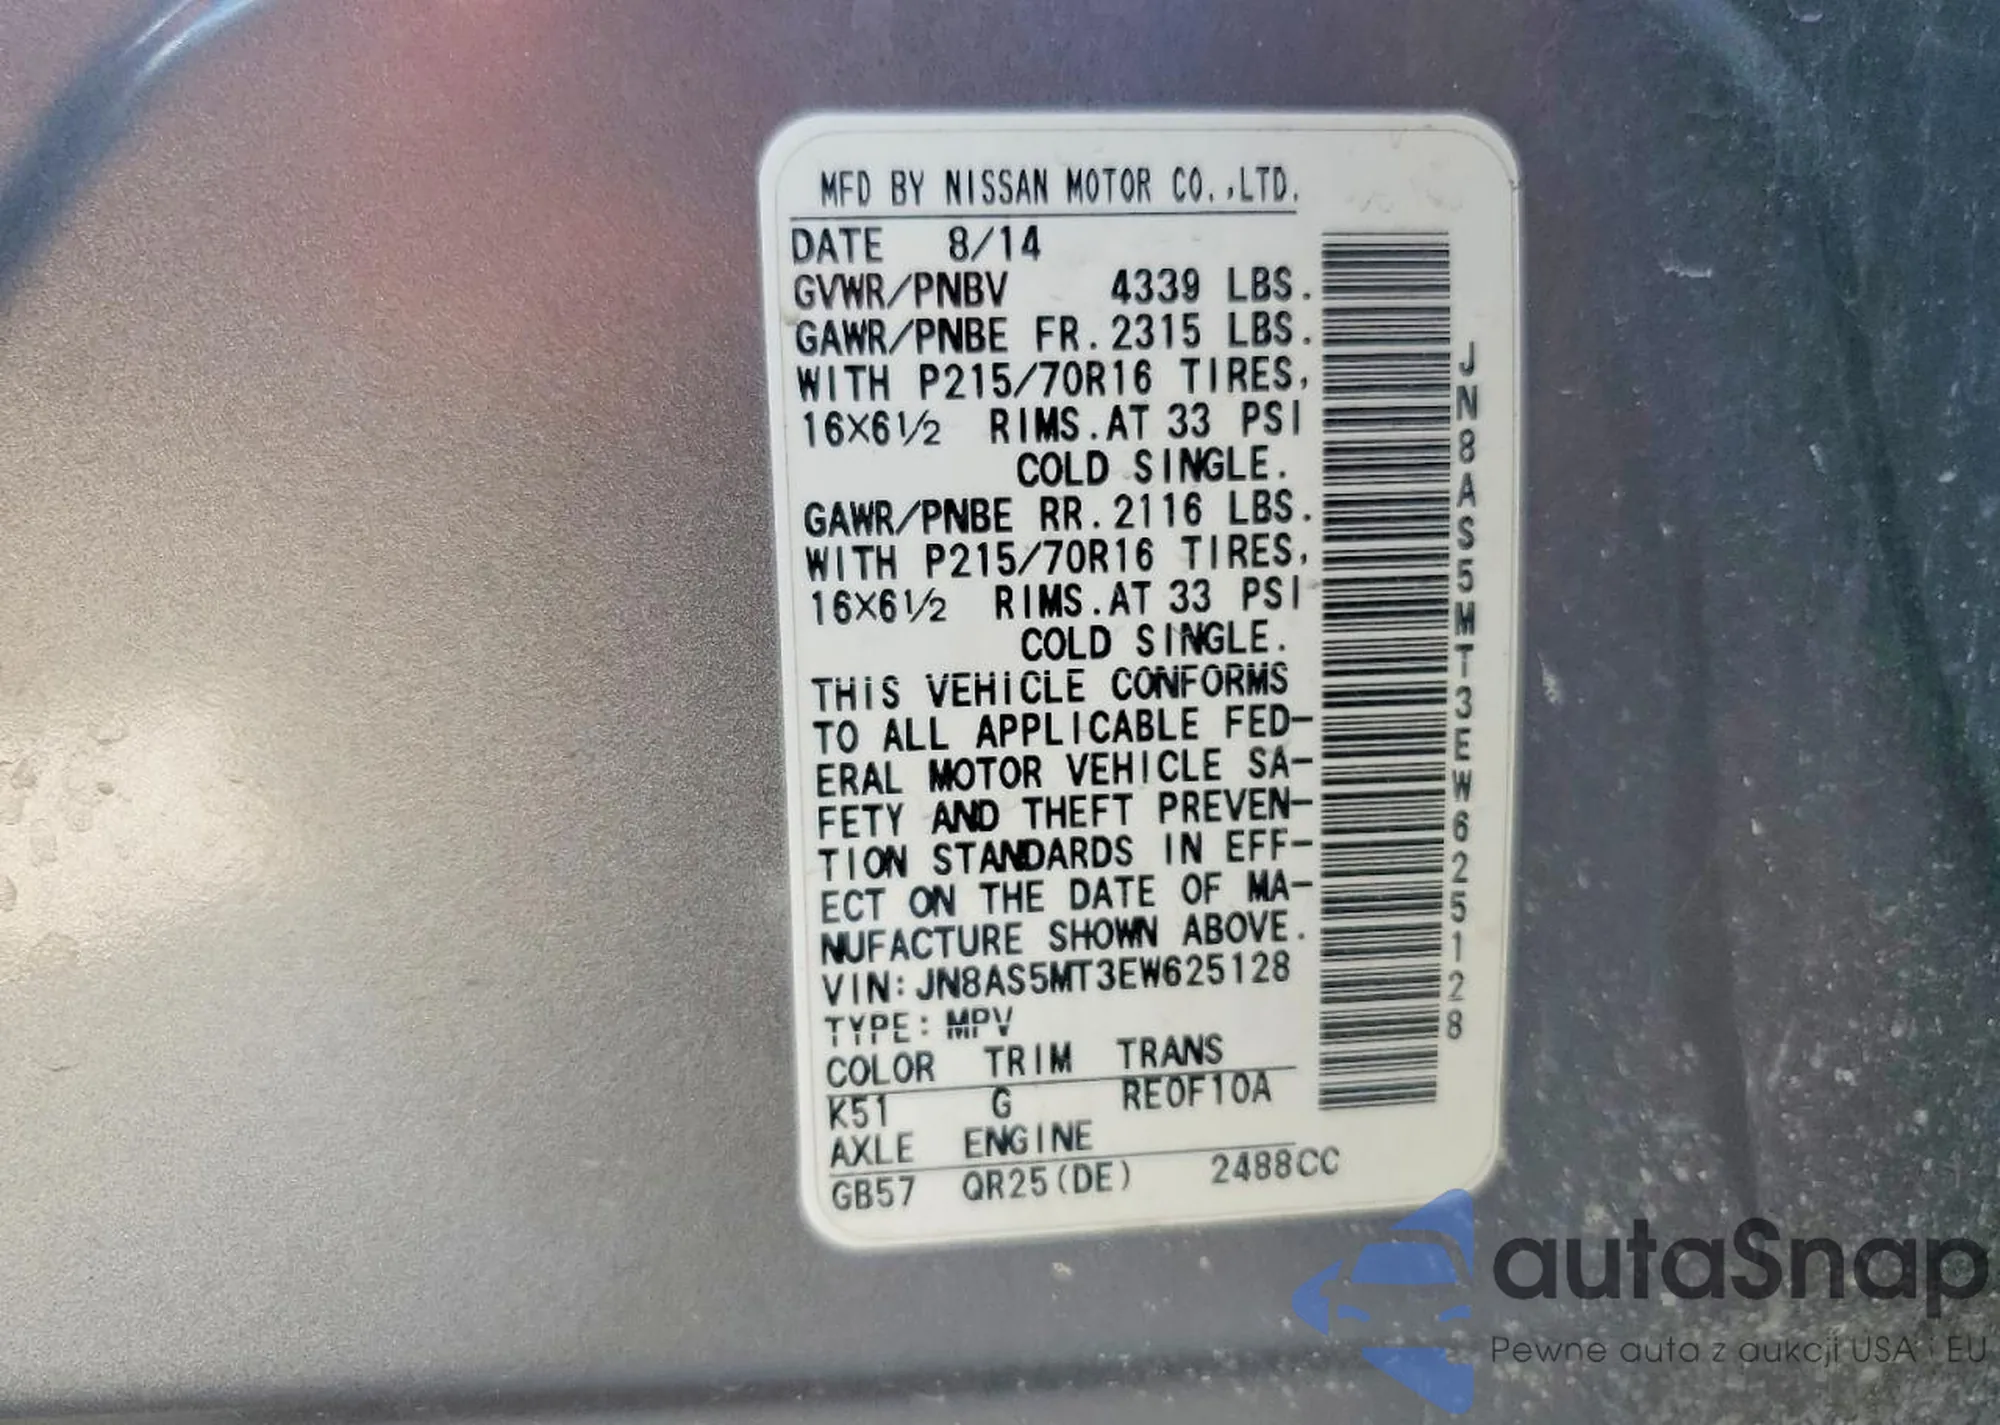 MFD BY NISSAN MOTOR CO.,LTD.
DATE 8/14
GVWR/PNBV 4339 LBS.
GAWR/PNBE FR.2315 LBS.
WITH P215/70R16 TIRES,
16X6½ RIMS.AT 33 PSI
COLD SINGLE.
GAWR/PNBE RR.2116 LBS.
WITH P215/70R16 TIRES,
16X6½ RIMS.AT 33 PSI
COLD SINGLE.
THIS VEHICLE CONFORMS
TO ALL APPLICABLE FED-
ERAL MOTOR VEHICLE SA-
FETY AND THEFT PREVEN-
TION STANDARDS IN EFF-
ECT ON THE DATE OF MA-
NUFACTURE SHOWN ABOVE.
VIN:JN8AS5MT3EW625128
TYPE: MPV
COLOR TRIM TRANS
K51 G RE0F10A
AXLE ENGINE
GB57 QR25(DE) 2488CC
JN8AS5MT3EW625128
autaSnap
Pewne auta z aukcji USA i EU